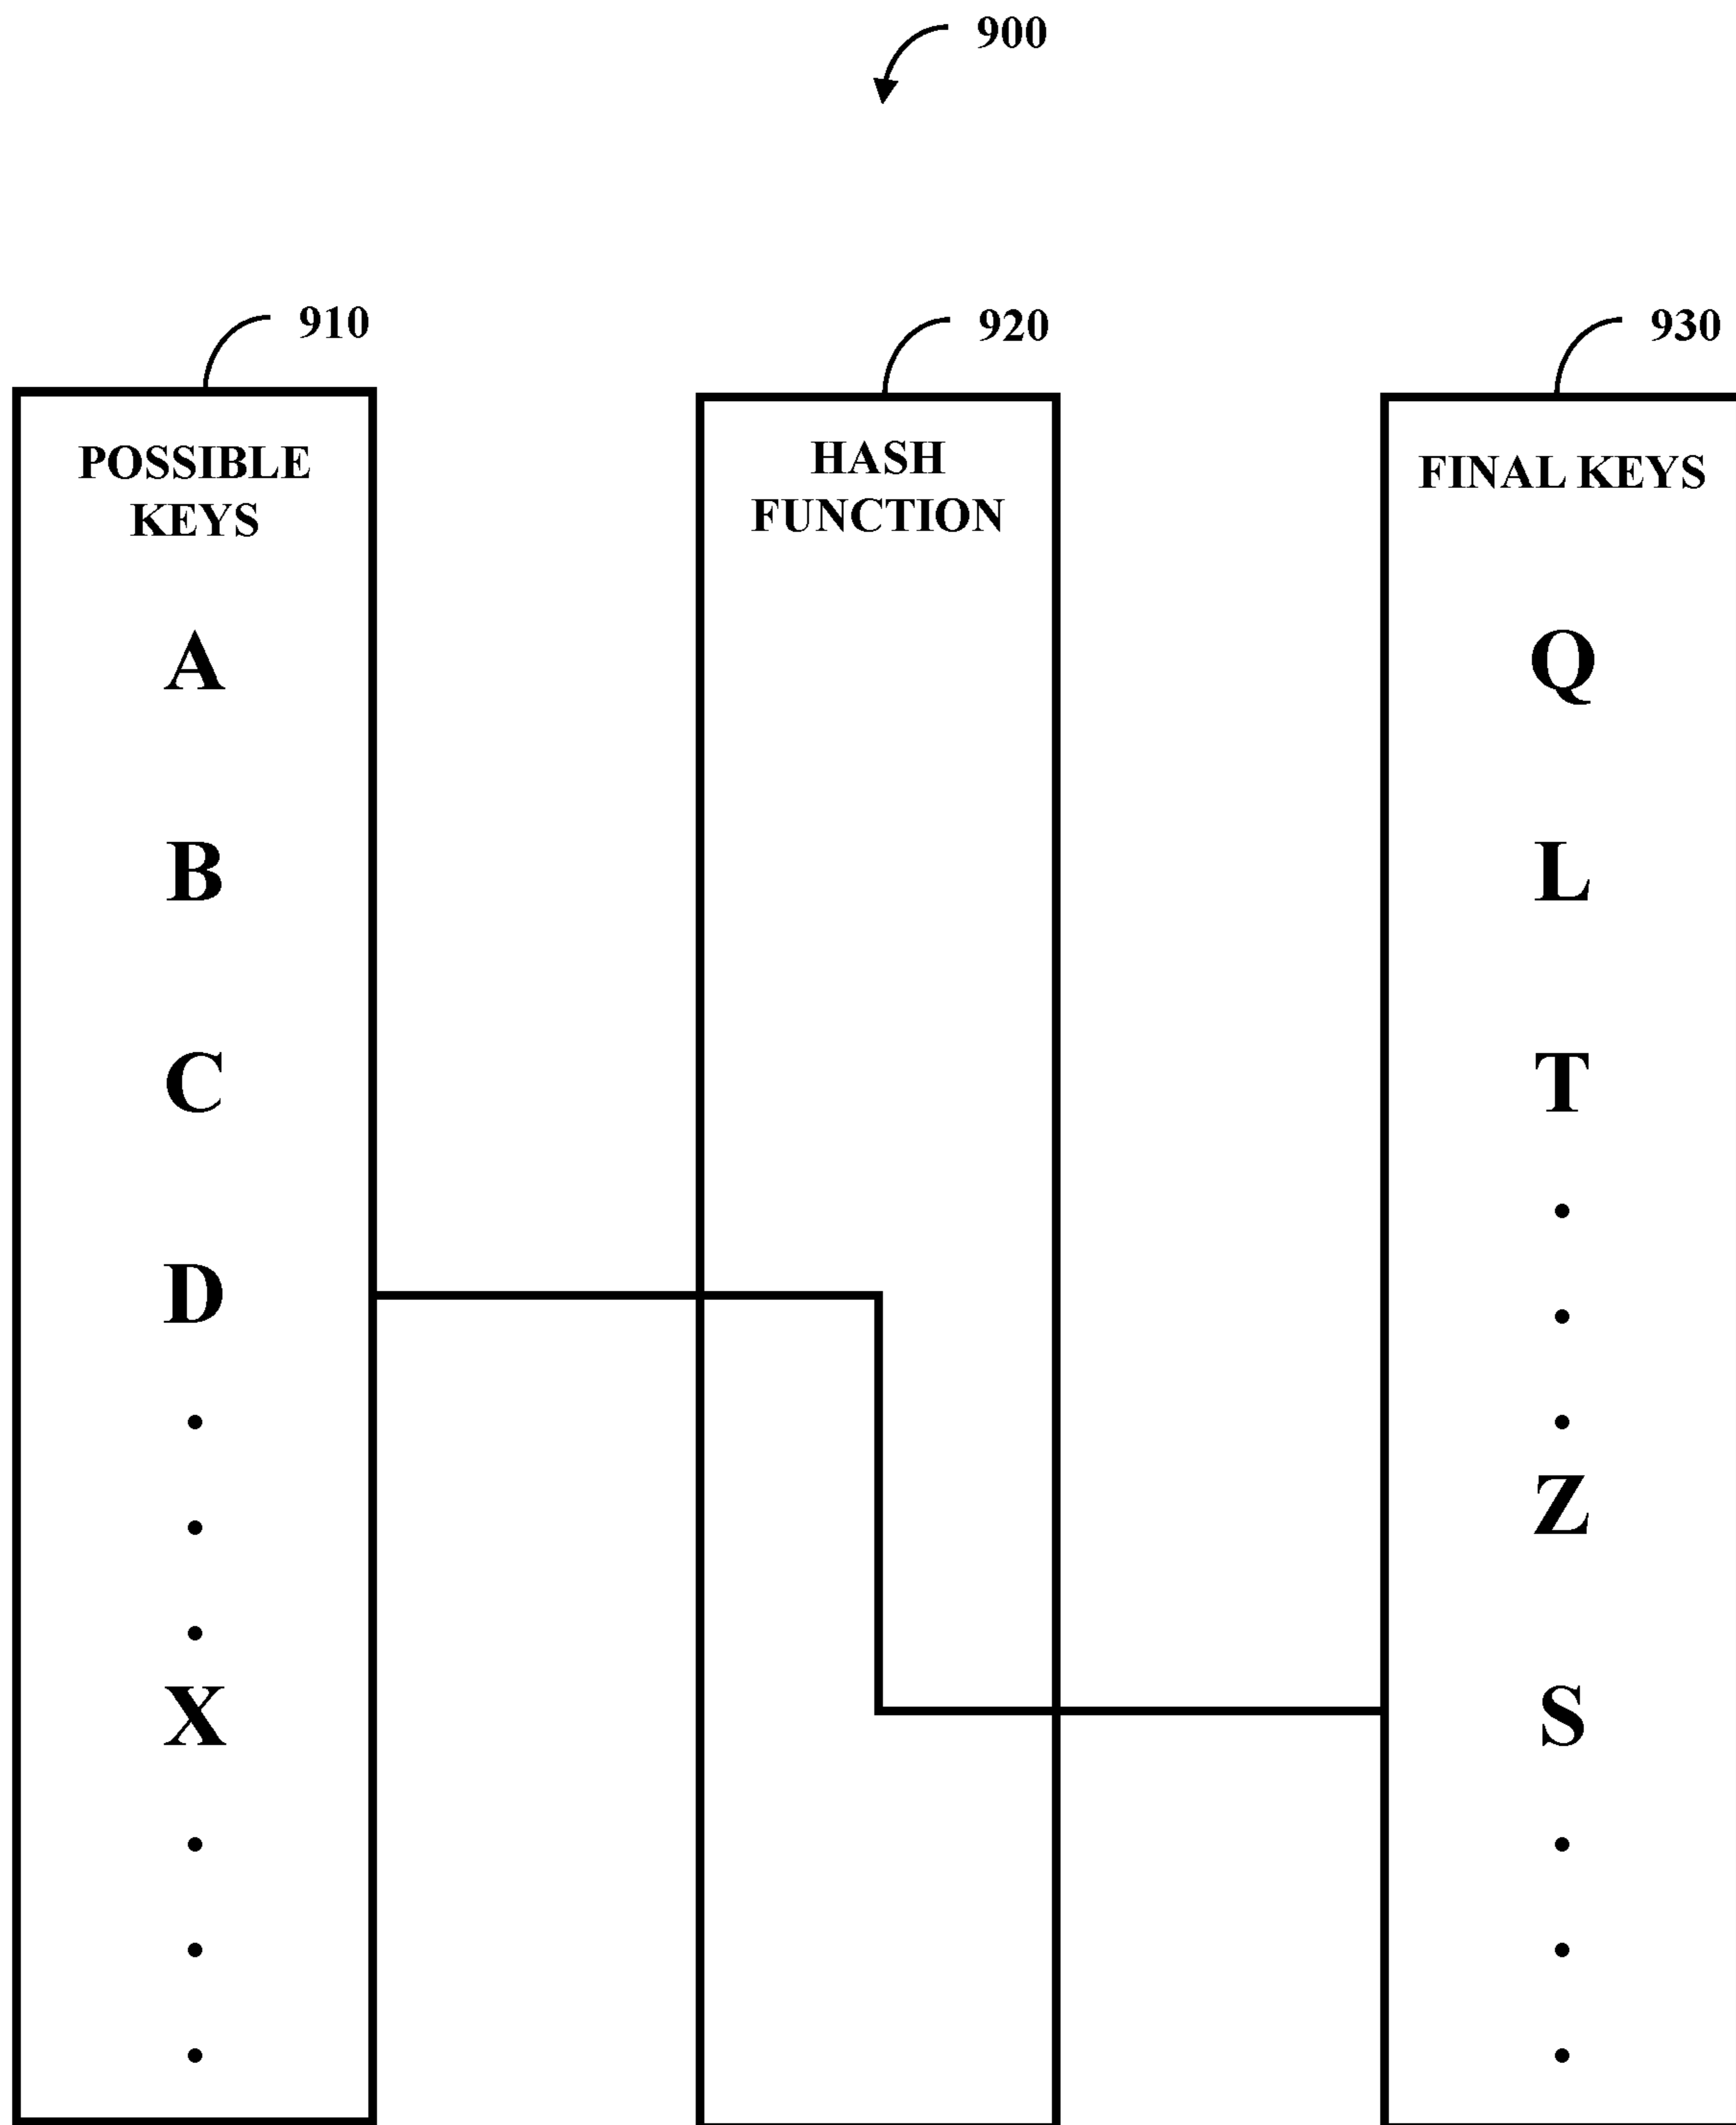 900
910
920
930
POSSIBLE
KEYS
A
B
C
D
.
.
.
X
.
.
.
HASH
FUNCTION
FINAL KEYS
Q
L
T
.
.
.
Z
S
.
.
.